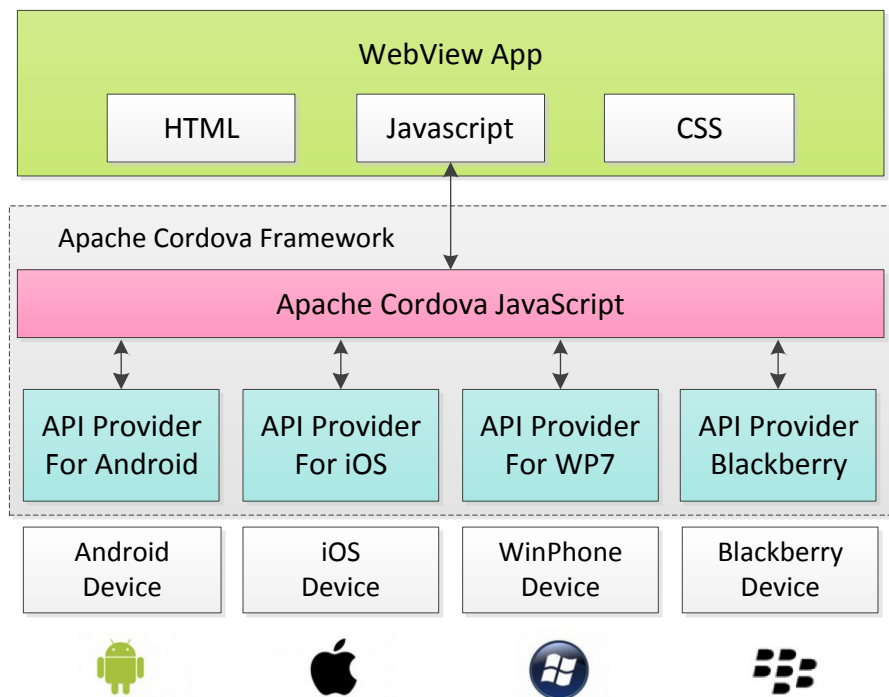 WebView App
HTML
Javascript
CSS
Apache Cordova Framework
Apache Cordova JavaScript
API Provider
For Android
API Provider
For iOS
API Provider
For WP7
API Provider
Blackberry
Android
Device
iOS
Device
WinPhone
Device
Blackberry
Device